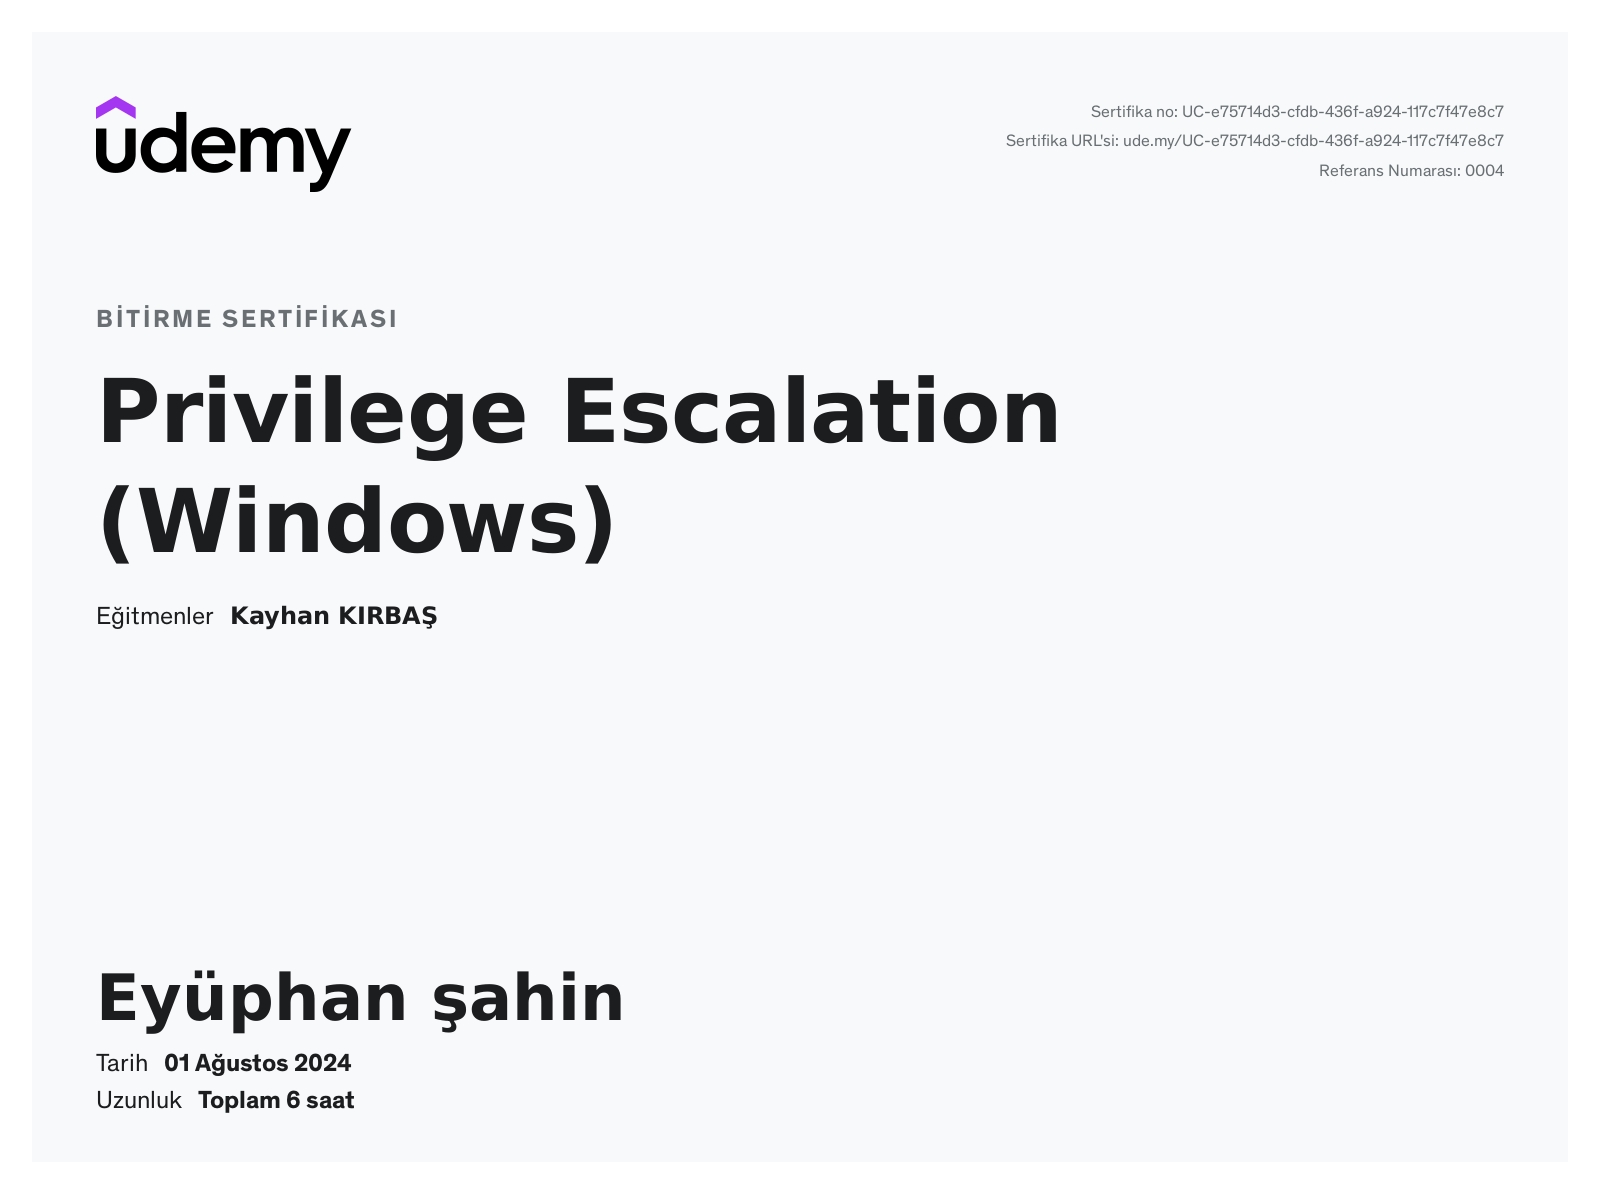 udemy
Sertifika no: UC-e75714d3-cfdb-436f-a924-117c7f47e8c7
Sertifika URL'si: ude.my/UC-e75714d3-cfdb-436f-a924-117c7f47e8c7
Referans Numarası: 0004
BİTİRME SERTİFİKASI
Privilege Escalation
(Windows)
Eğitmenler Kayhan KIRBAŞ
Eyüphan şahin
Tarih 01 Ağustos 2024
Uzunluk Toplam 6 saat